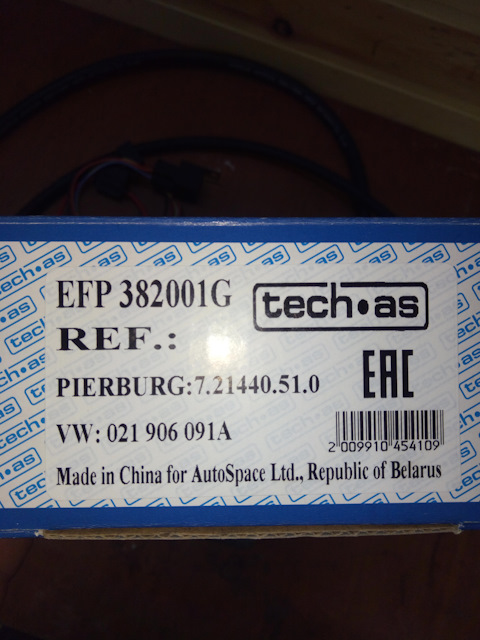 EFP 382001G
tech•as
REF.:
PIERBURG:7.21440.51.0
EAC
VW: 021 906 091A
2 009910 454109
Made in China for AutoSpace Ltd., Republic of Belarus